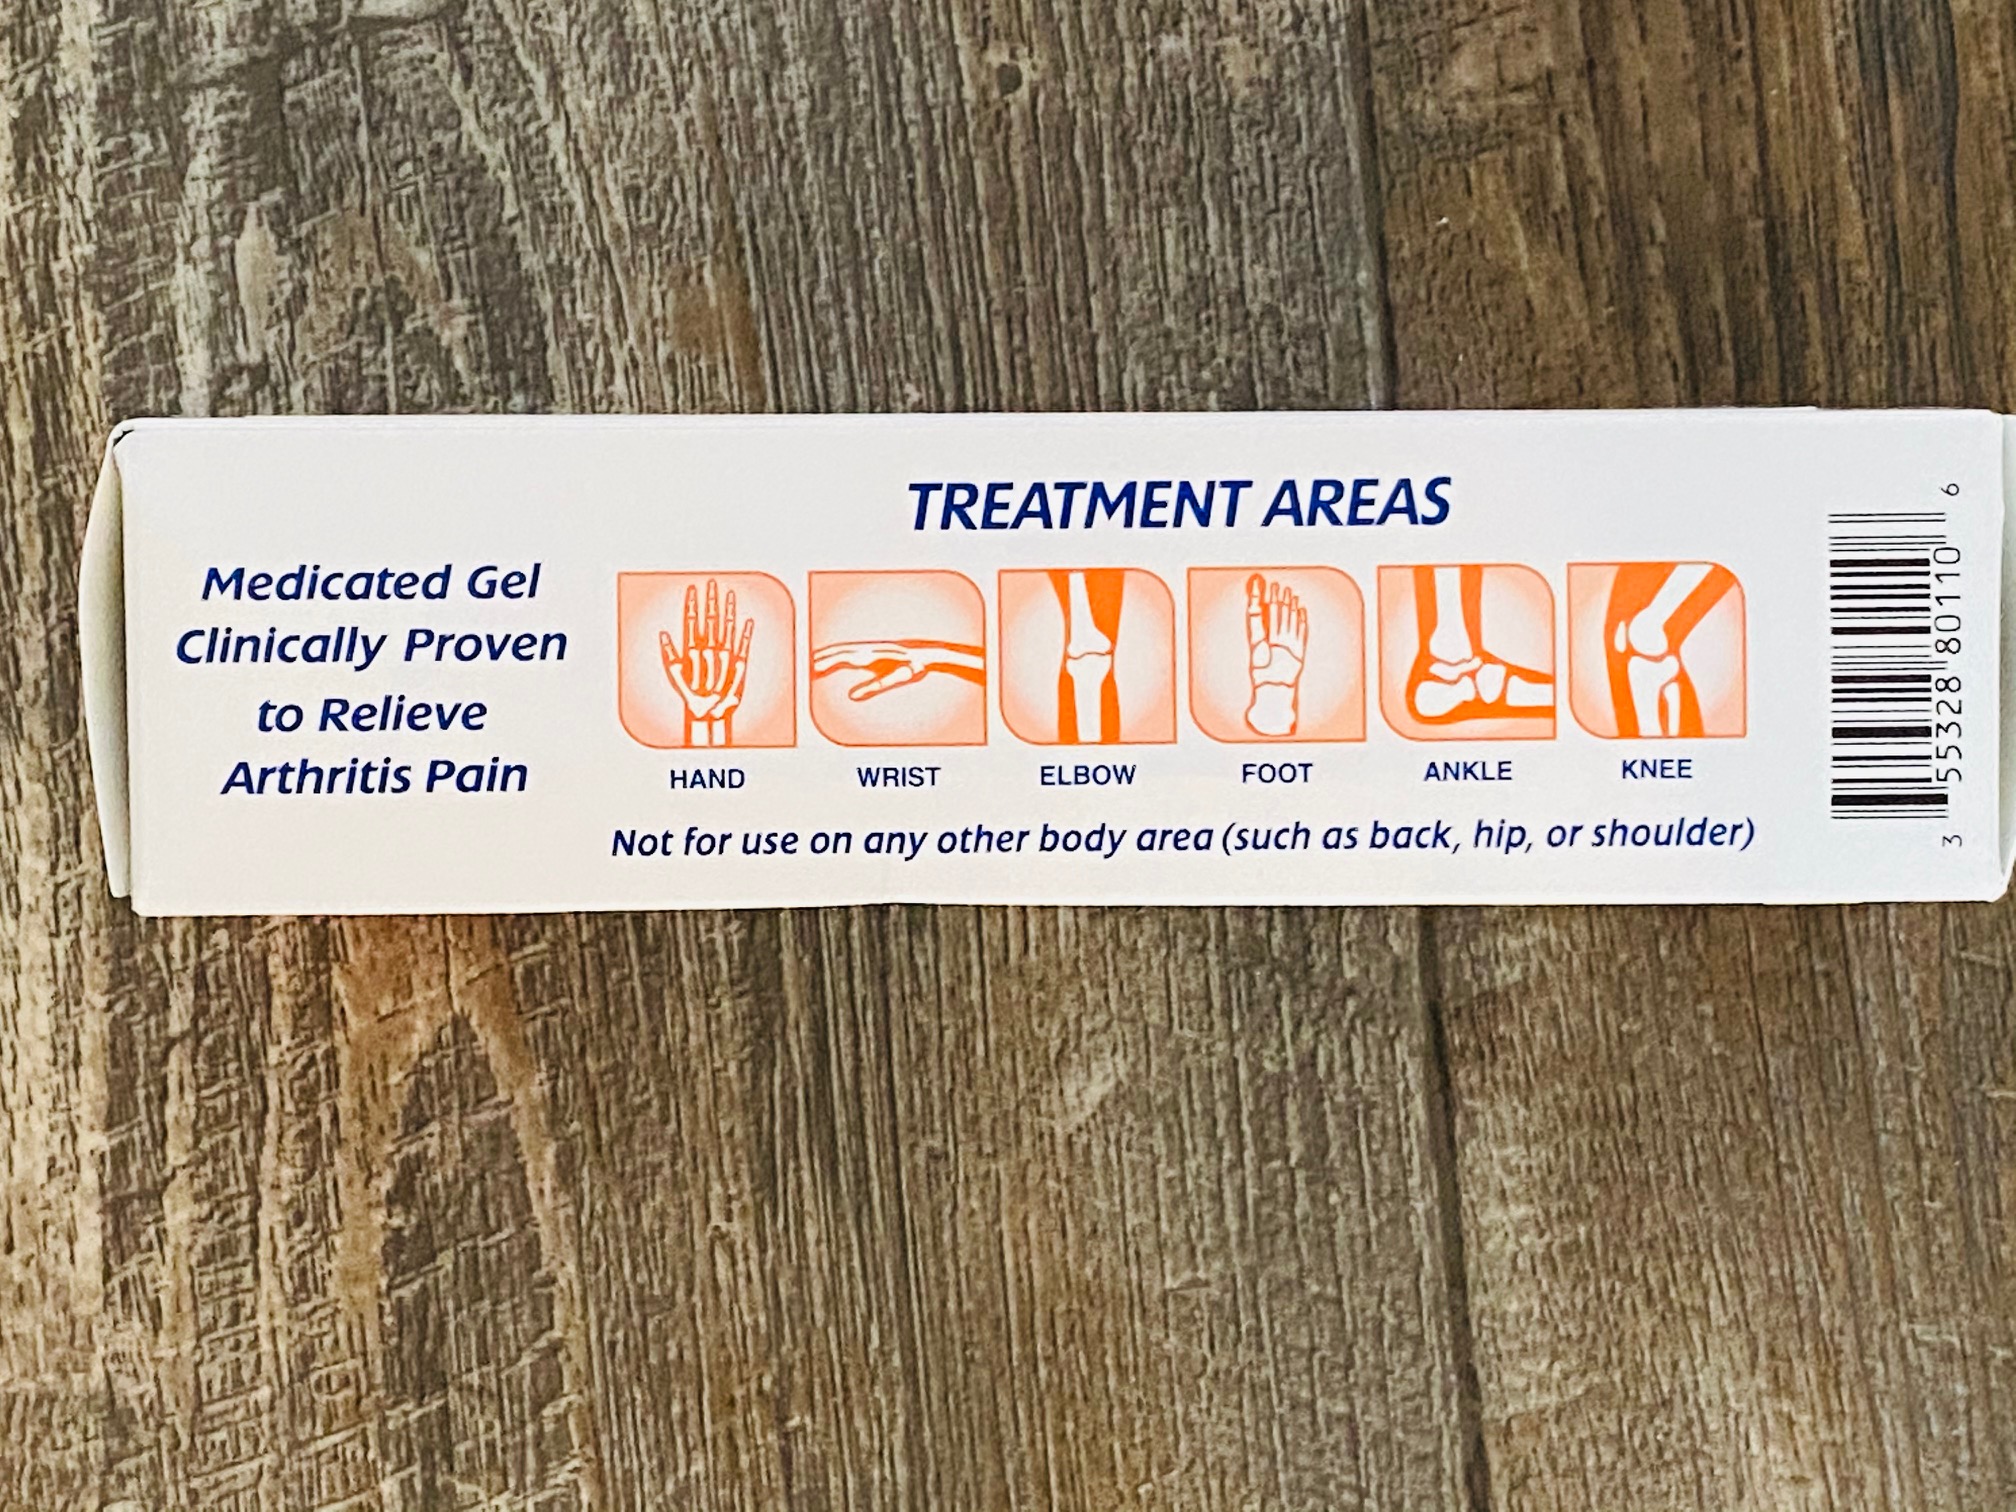 TREATMENT AREAS
Medicated Gel
Clinically Proven
to Relieve
Arthritis Pain
HAND WRIST ELBOW FOOT ANKLE KNEE
Not for use on any other body area (such as back, hip, or shoulder)
3 55328 80110 6